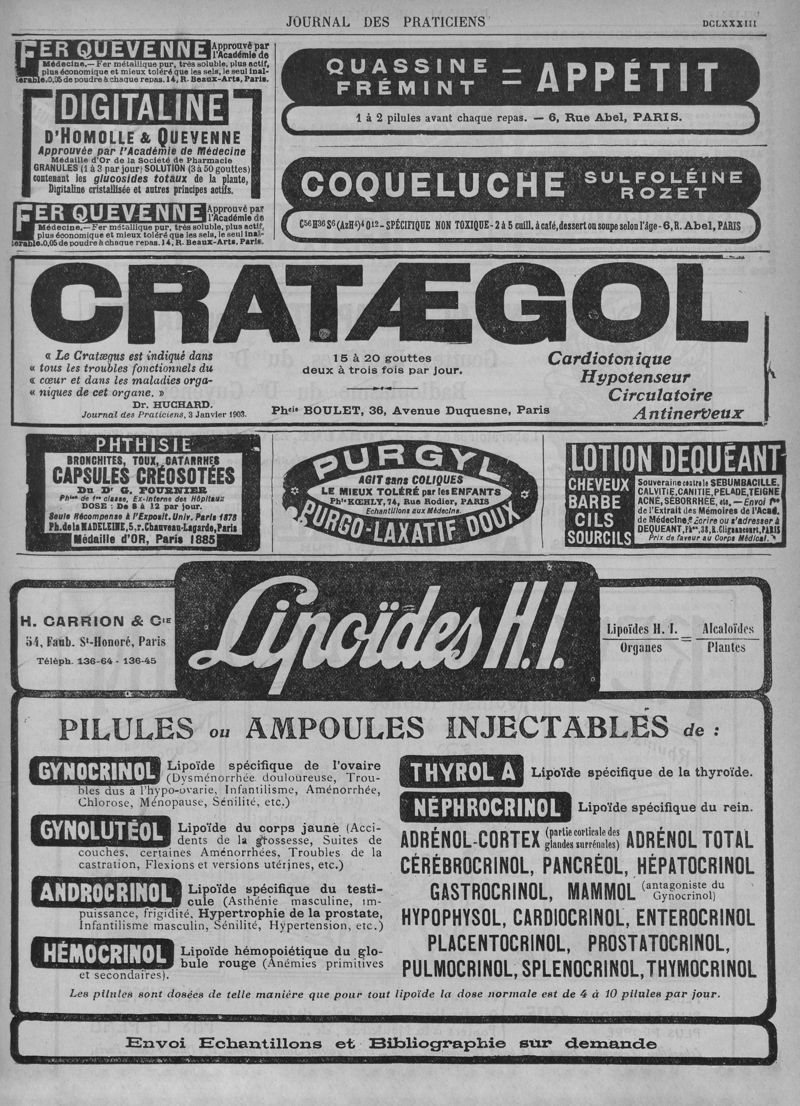 JOURNAL DES PRATICIENS
DCLXXXIII
FER QUEVENNE Approuvé par
l'Académie de
Médecine.— Fer métallique pur, très soluble, plus actif,
plus économique et mieux toléré que les sels, le seul inal-
térable. 0,05 de poudre à chaque repas. 14, R. Beaux-Arts, Paris.
DIGITALINE
D'HOMOLLE & QUEVENNE
Approuvée par l'Académie de Médecine
Médaille d'Or de la Société de Pharmacie
GRANULES (1 à 3 par jour) SOLUTION (3 à 50 gouttes)
contenant les glucosides totaux de la plante,
Digitaline cristallisée et autres principes actifs.
FER QUEVENNE Approuvé par
l'Académie de
Médecine.— Fer métallique pur, très soluble, plus actif,
plus économique et mieux toléré que les sels, le seul inal-
térable. 0,05 de poudre à chaque repas. 14, R. Beaux-Arts, Paris.
QUASSINE
FRÉMINT = APPÉTIT
1 à 2 pilules avant chaque repas. — 6, Rue Abel, PARIS.
COQUELUCHE SULFOLÉINE
ROZET
C56H36S6(AzH4)4O12 - SPÉCIFIQUE NON TOXIQUE - 2 à 5 cuill. à café, dessert ou soupe selon l'âge - 6, R. Abel, PARIS
CRATÆGOL
« Le Cratægus est indiqué dans
« tous les troubles fonctionnels du
« cœur et dans les maladies orga-
« niques de cet organe. »
Dr. HUCHARD.
Journal des Praticiens, 3 Janvier 1903.
15 à 20 gouttes
deux à trois fois par jour.
Phcie BOULET, 36, Avenue Duquesne, Paris
Cardiotonique
Hypotenseur
Circulatoire
Antinerveux
PHTHISIE
BRONCHITES, TOUX, CATARRHES
CAPSULES CRÉOSOTÉES
Du Dr G. FOURNIER
Phien de 1re classe, Ex-Interne des Hôpitaux
DOSE : De 8 à 12 par jour.
Seule Récompense à l'Exposit. Univ. Paris 1878
Ph. de la MADELEINE, 5, r. Chauveau-Lagarde, Paris
Médaille d'OR, Paris 1885
PURGYL
AGIT sans COLIQUES
LE MIEUX TOLÉRÉ par les ENFANTS
Phie KŒHLY, 74, Rue Rodier, PARIS
Echantillons aux Médecins.
PURGO-LAXATIF DOUX
LOTION DEQUÉANT
CHEVEUX
BARBE
CILS
SOURCILS
Souveraine contre le SEBUMBACILLE,
CALVITIE, CANITIE, PELADE, TEIGNE
ACNÉ, SÉBORRHÉE, etc. — Envoi fco
de l'Extrait des Mémoires de l'Acad.
de Médecine. Écrire ou s'adresser à
DEQUÉANT, Phen, 38, R. Clignancourt, PARIS
Prix de faveur au Corps Médical.
H. CARRION & CIE
54, Faub. St-Honoré, Paris
Téléph. 136-64 - 136-45
Lipoïdes H.I.
Lipoïdes H. I. = Alcaloïdes
Organes Plantes
PILULES ou AMPOULES INJECTABLES de :
GYNOCRINOL Lipoïde spécifique de l'ovaire
(Dysménorrhée douloureuse, Trou-
bles dus a l'hypo-ovarie, Infantilisme, Aménorrhée,
Chlorose, Ménopause, Sénilité, etc.)
GYNOLUTÉOL Lipoïde du corps jaune (Acci-
dents de la grossesse, Suites de
couches, certaines Aménorrhées, Troubles de la
castration, Flexions et versions utérines, etc.)
ANDROCRINOL Lipoïde spécifique du testi-
cule (Asthénie masculine, im-
puissance, frigidité, Hypertrophie de la prostate,
Infantilisme masculin, Sénilité, Hypertension, etc.)
HÉMOCRINOL Lipoïde hémopoiétique du glo-
bule rouge (Anémies primitives
et secondaires).
THYROL A Lipoïde spécifique de la thyroïde.
NÉPHROCRINOL Lipoïde spécifique du rein.
ADRÉNOL-CORTEX (partie corticale des
glandes surrénales) ADRÉNOL TOTAL
CÉRÉBROCRINOL, PANCRÉOL, HÉPATOCRINOL
GASTROCRINOL, MAMMOL (antagoniste du
Gynocrinol)
HYPOPHYSOL, CARDIOCRINOL, ENTEROCRINOL
PLACENTOCRINOL, PROSTATOCRINOL,
PULMOCRINOL, SPLENOCRINOL, THYMOCRINOL
Les pilules sont dosées de telle manière que pour tout lipoïde la dose normale est de 4 à 10 pilules par jour.
Envoi Echantillons et Bibliographie sur demande